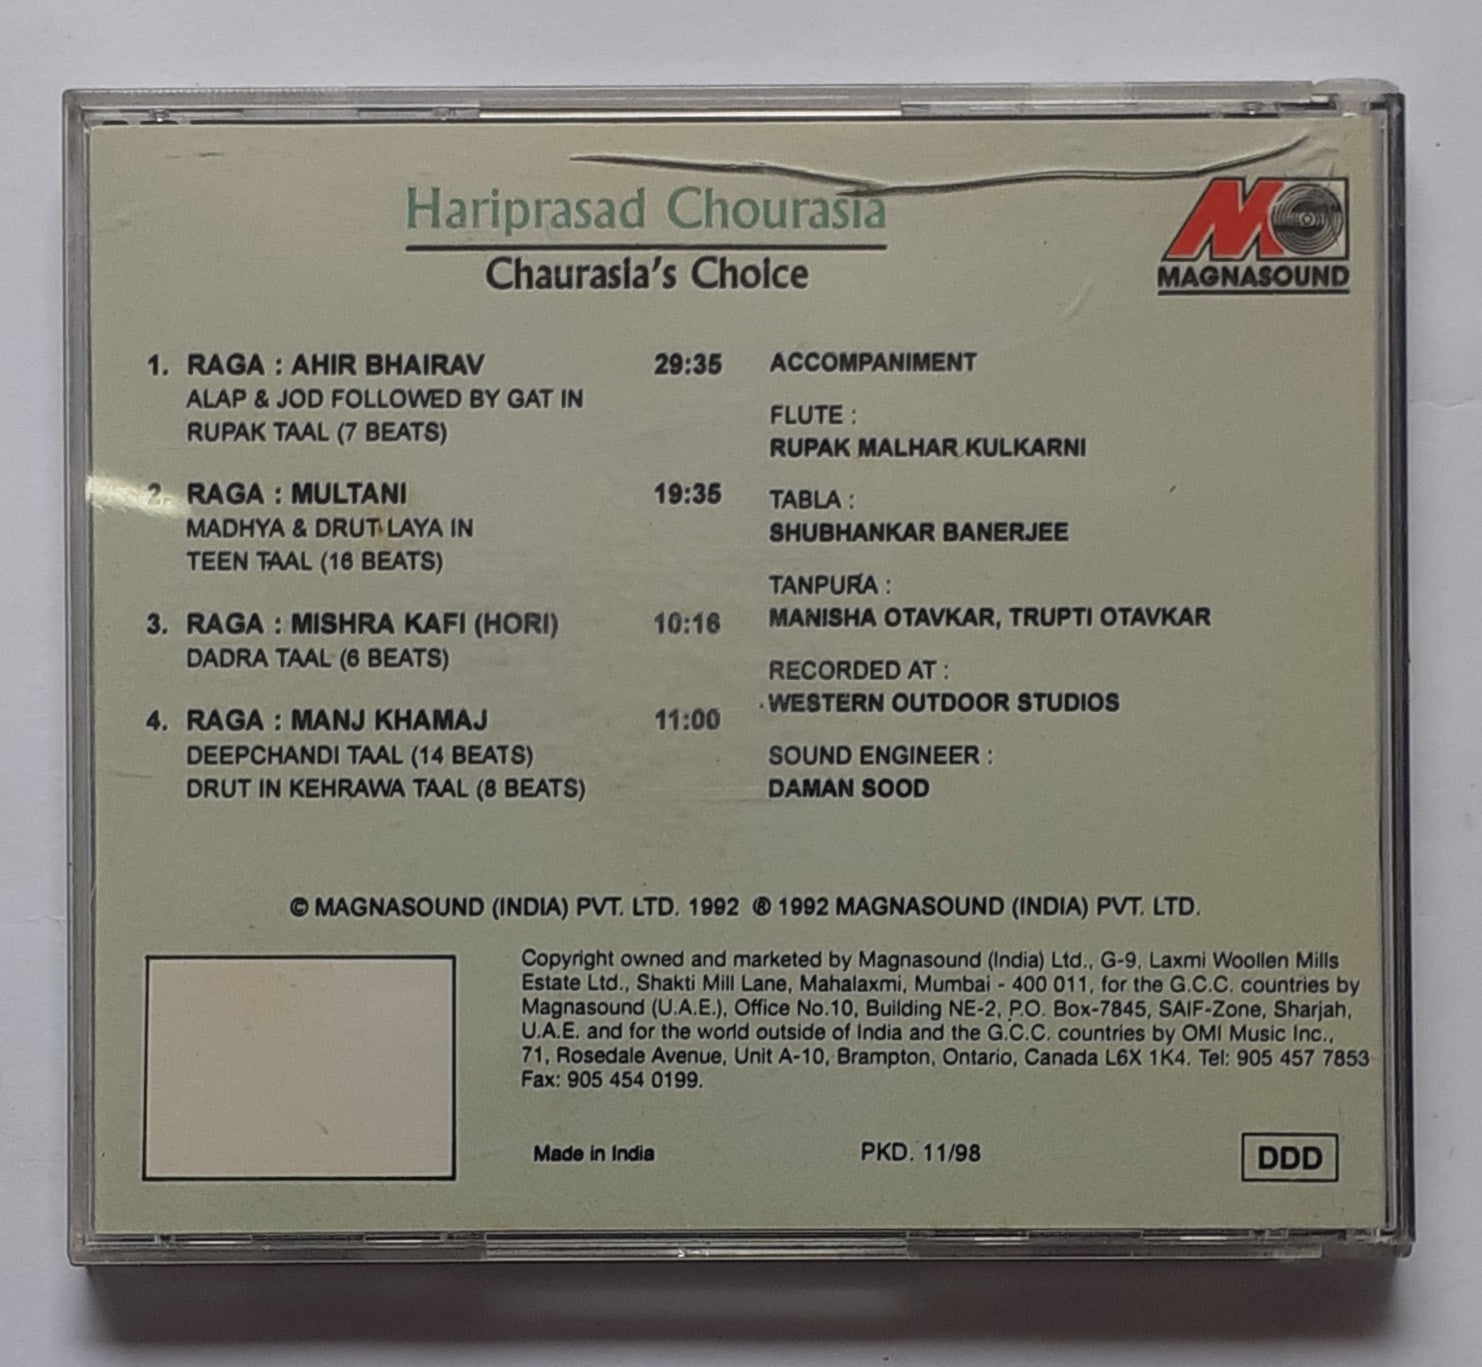 Hariprasad Chourasia
Chaurasia's Choice
MAGNASOUND
1. RAGA : AHIR BHAIRAV 29:35
ALAP & JOD FOLLOWED BY GAT IN
RUPAK TAAL (7 BEATS)
2. RAGA : MULTANI 19:35
MADHYA & DRUT LAYA IN
TEEN TAAL (16 BEATS)
3. RAGA : MISHRA KAFI (HORI) 10:16
DADRA TAAL (6 BEATS)
4. RAGA : MANJ KHAMAJ 11:00
DEEPCHANDI TAAL (14 BEATS)
DRUT IN KEHRAWA TAAL (8 BEATS)
ACCOMPANIMENT
FLUTE :
RUPAK MALHAR KULKARNI
TABLA :
SHUBHANKAR BANERJEE
TANPURA :
MANISHA OTAVKAR, TRUPTI OTAVKAR
RECORDED AT :
WESTERN OUTDOOR STUDIOS
SOUND ENGINEER :
DAMAN SOOD
© MAGNASOUND (INDIA) PVT. LTD. 1992 ® 1992 MAGNASOUND (INDIA) PVT. LTD.
Copyright owned and marketed by Magnasound (India) Ltd., G-9, Laxmi Woollen Mills
Estate Ltd., Shakti Mill Lane, Mahalaxmi, Mumbai - 400 011, for the G.C.C. countries by
Magnasound (U.A.E.), Office No.10, Building NE-2, P.O. Box-7845, SAIF-Zone, Sharjah,
U.A.E. and for the world outside of India and the G.C.C. countries by OMI Music Inc.,
71, Rosedale Avenue, Unit A-10, Brampton, Ontario, Canada L6X 1K4. Tel: 905 457 7853
Fax: 905 454 0199.
Made in India PKD. 11/98 DDD